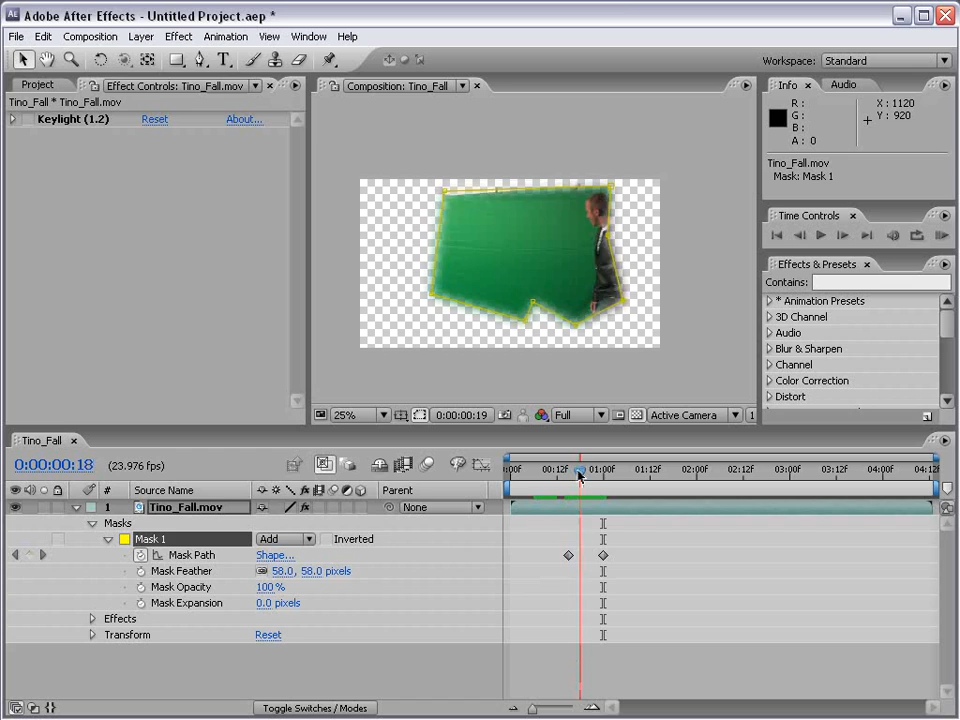 Adobe After Effects - Untitled Project.aep *
File Edit Composition Layer Effect Animation View Window Help
Workspace: Standard
Project Effect Controls: Tino_Fall.mov
Tino_Fall * Tino_Fall.mov
Keylight (1.2) Reset About...
Composition: Tino_Fall
25% 0:00:00:19 Full Active Camera 1
Info Audio
R :
G :
B :
A : 0
X : 1120
Y : 920
Tino_Fall.mov
Mask: Mask 1
Time Controls
Effects & Presets
Contains:
* Animation Presets
3D Channel
Audio
Blur & Sharpen
Channel
Color Correction
Distort
Tino_Fall
0:00:00:18 (23.976 fps)
:00F 00:12F 01:00F 01:12F 02:00F 02:12F 03:00F 03:12F 04:00F 04:12F
# Source Name Parent
1 Tino_Fall.mov None
Masks
Mask 1 Add Inverted
Mask Path Shape...
Mask Feather 58.0, 58.0 pixels
Mask Opacity 100%
Mask Expansion 0.0 pixels
Effects
Transform Reset
Toggle Switches / Modes